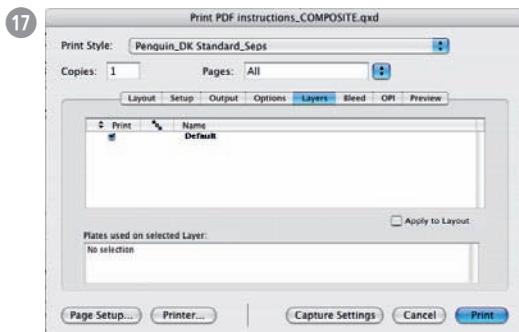 17
Print PDF instructions_COMPOSITE.qxd
Print Style: Penguin_DK Standard_Seps
Copies: 1 Pages: All
Layout Setup Output Options Layers Bleed OPI Preview
Print Name
Default
Apply to Layout
Plates used on selected Layer:
No selection
Page Setup... Printer... Capture Settings Cancel Print